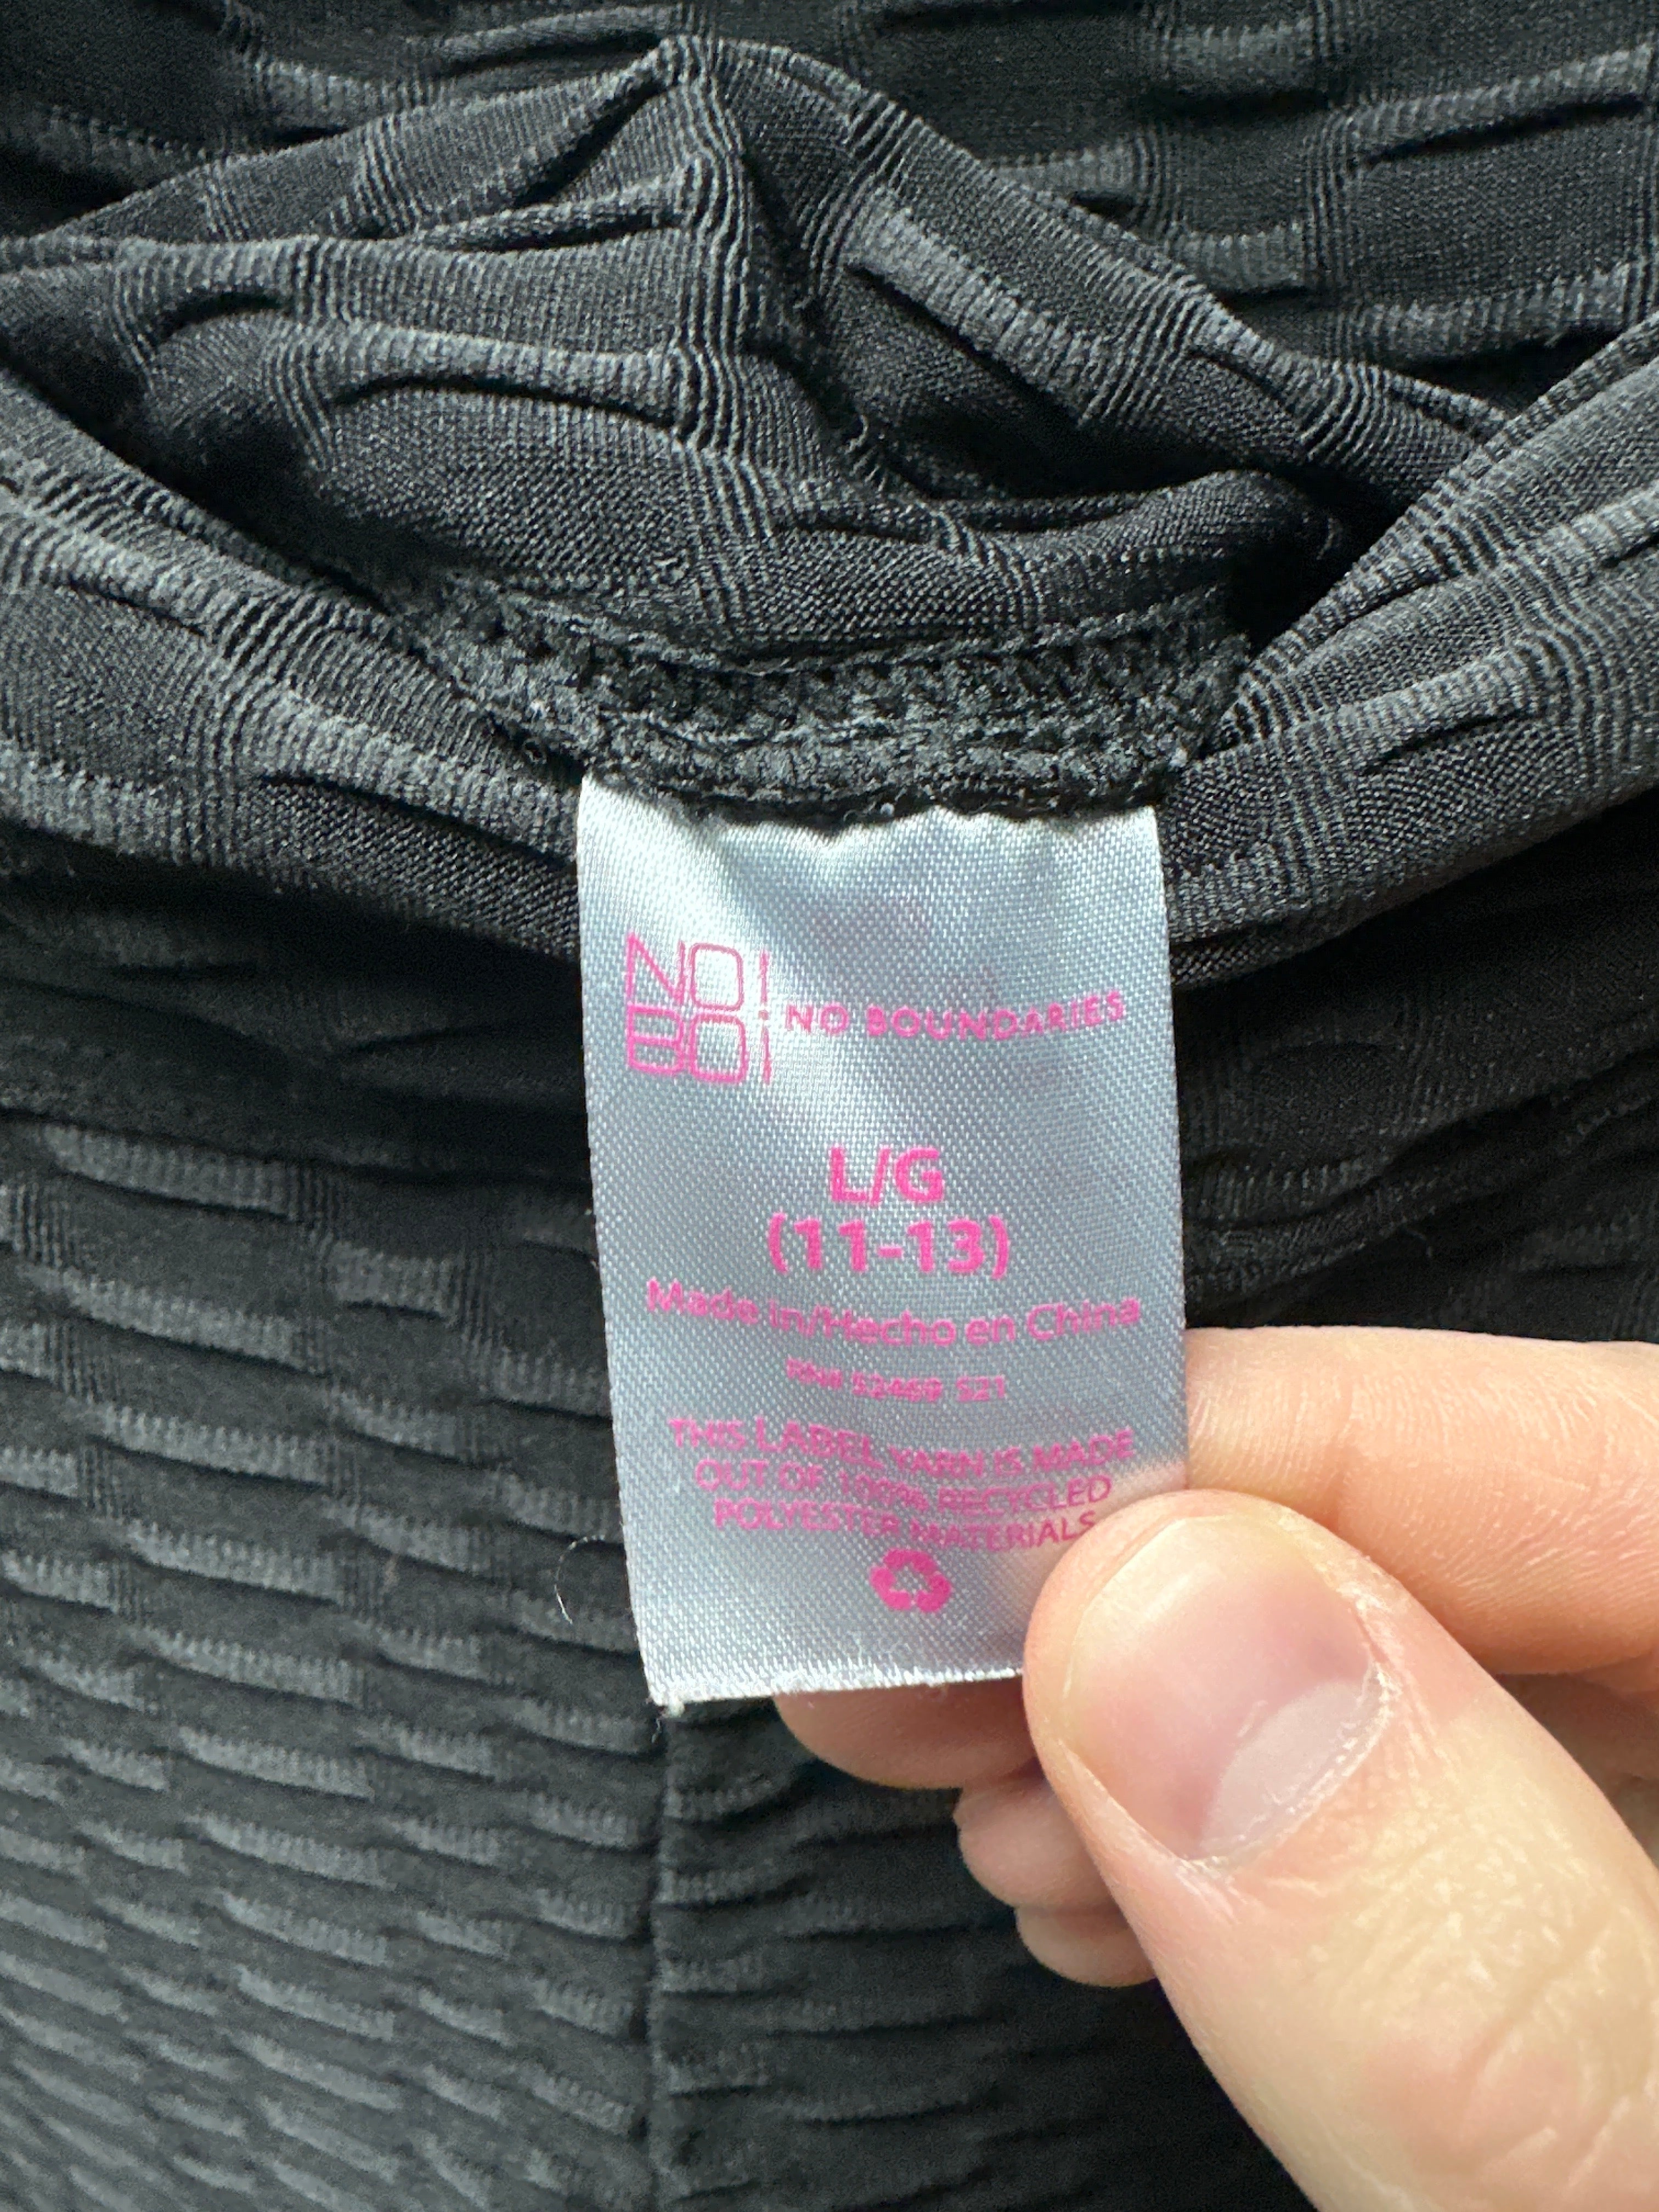 NO
BO
NO BOUNDARIES
L/G
(11-13)
Made in/Hecho en China
RN# 52469 S21
THIS LABEL YARN IS MADE
OUT OF 100% RECYCLED
POLYESTER MATERIALS